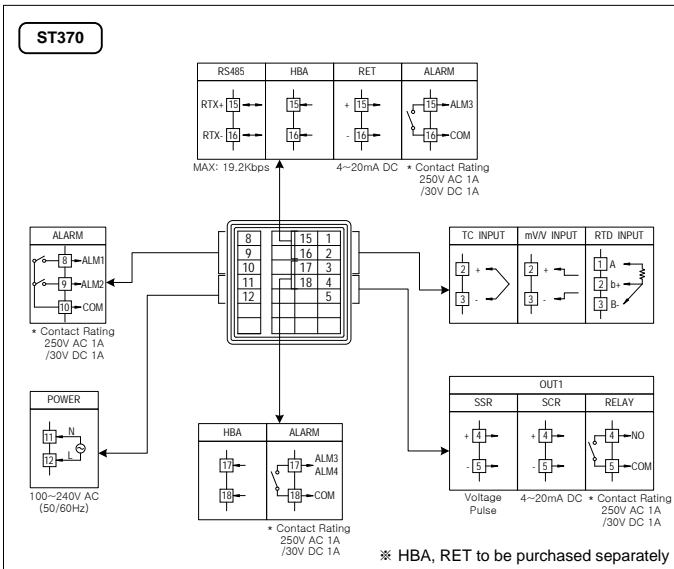 ST370
RS485 HBA RET ALARM
RTX+ 15 15 + 15 15 ALM3
RTX- 16 16 - 16 16 COM
MAX: 19.2Kbps 4~20mA DC * Contact Rating
250V AC 1A
/30V DC 1A
ALARM
8 ALM1
9 ALM2
10 COM
* Contact Rating
250V AC 1A
/30V DC 1A
8 15 1
9 16 2
10 17 3
11 18 4
12 5
TC INPUT mV/V INPUT RTD INPUT
1 A
2 + 2 + 2 b+
3 - 3 - 3 B-
POWER
11 N
12 L
100~240V AC
(50/60Hz)
HBA ALARM
17 17 ALM3
ALM4
18 18 COM
* Contact Rating
250V AC 1A
/30V DC 1A
OUT1
SSR SCR RELAY
+ 4 + 4 4 NO
- 5 - 5 5 COM
Voltage
Pulse
4~20mA DC
* Contact Rating
250V AC 1A
/30V DC 1A
※ HBA, RET to be purchased separately